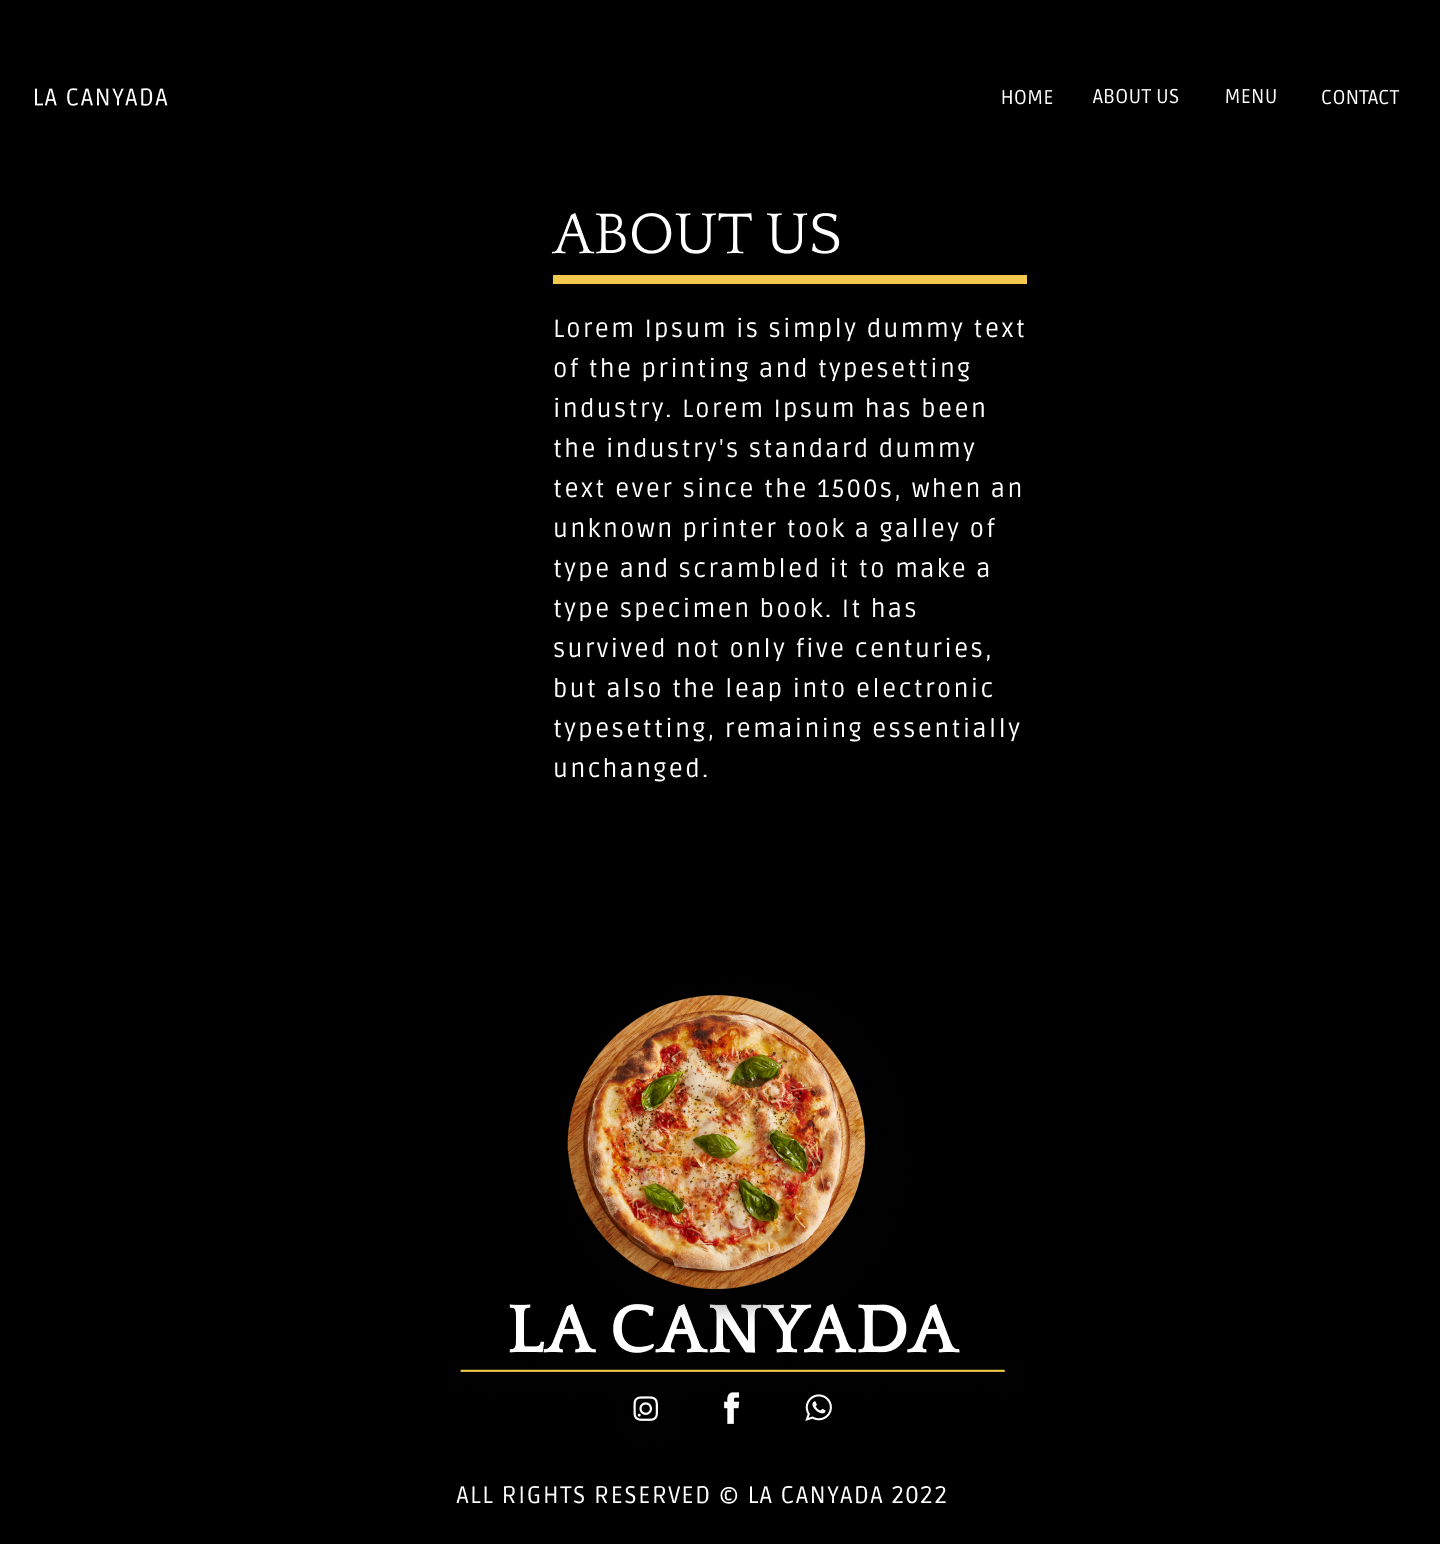 LA CANYADA
HOME ABOUT US MENU CONTACT
ABOUT US
Lorem Ipsum is simply dummy text
of the printing and typesetting
industry. Lorem Ipsum has been
the industry's standard dummy
text ever since the 1500s, when an
unknown printer took a galley of
type and scrambled it to make a
type specimen book. It has
survived not only five centuries,
but also the leap into electronic
typesetting, remaining essentially
unchanged.
LA CANYADA
ALL RIGHTS RESERVED © LA CANYADA 2022